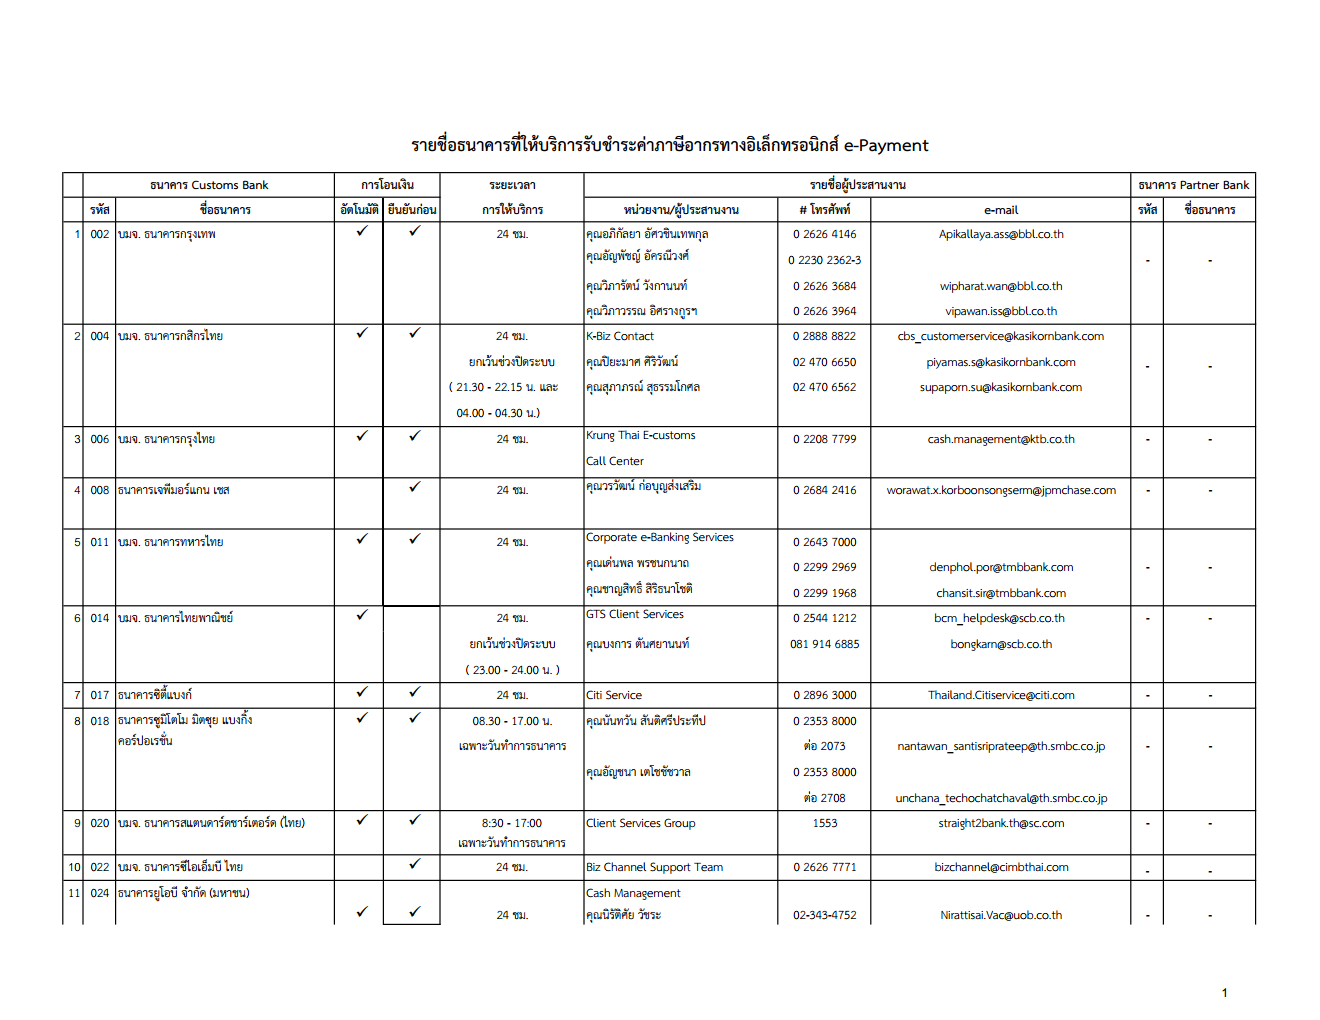 รายชื่อธนาคารที่ให้บริการรับชำระค่าภาษีอากรทางอิเล็กทรอนิกส์ e-Payment
ธนาคาร Customs Bank การโอนเงิน ระยะเวลา รายชื่อผู้ประสานงาน ธนาคาร Partner Bank
รหัส ชื่อธนาคาร อัตโนมัติ ยืนยันก่อน การให้บริการ หน่วยงาน/ผู้ประสานงาน # โทรศัพท์ e-mail รหัส ชื่อธนาคาร
1 002 บมจ. ธนาคารกรุงเทพ ✓ ✓ 24 ชม. คุณอภิกัลยา อัศวชินเทพกุล 0 2626 4146 Apikallaya.ass@bbl.co.th
คุณอัญพัชญ์ อัครณีวงศ์ 0 2230 2362-3 - -
คุณวิภารัตน์ วังกานนท์ 0 2626 3684 wipharat.wan@bbl.co.th
คุณวิภาวรรณ อิศรางกูรฯ 0 2626 3964 vipawan.iss@bbl.co.th
2 004 บมจ. ธนาคารกสิกรไทย ✓ ✓ 24 ชม. K-Biz Contact 0 2888 8822 cbs_customerservice@kasikornbank.com
ยกเว้นช่วงปิดระบบ คุณปิยะมาศ ศิริวัฒน์ 02 470 6650 piyamas.s@kasikornbank.com - -
( 21.30 - 22.15 น. และ คุณสุภาภรณ์ สุธรรมโกศล 02 470 6562 supaporn.su@kasikornbank.com
04.00 - 04.30 น.)
3 006 บมจ. ธนาคารกรุงไทย ✓ ✓ 24 ชม. Krung Thai E-customs 0 2208 7799 cash.management@ktb.co.th - -
Call Center
4 008 ธนาคารเจพีมอร์แกน เชส ✓ 24 ชม. คุณวรวัฒน์ ก่อบุญส่งเสริม 0 2684 2416 worawat.x.korboonsongserm@jpmchase.com - -
5 011 บมจ. ธนาคารทหารไทย ✓ ✓ 24 ชม. Corporate e-Banking Services 0 2643 7000
คุณเด่นพล พรชนกนาถ 0 2299 2969 denphol.por@tmbbank.com - -
คุณชาญสิทธิ์ สิริธนาโชติ 0 2299 1968 chansit.sir@tmbbank.com
6 014 บมจ. ธนาคารไทยพาณิชย์ ✓ 24 ชม. GTS Client Services 0 2544 1212 bcm_helpdesk@scb.co.th - -
ยกเว้นช่วงปิดระบบ คุณบงการ ตันศยานนท์ 081 914 6885 bongkarn@scb.co.th
( 23.00 - 24.00 น. )
7 017 ธนาคารซิตี้แบงก์ ✓ ✓ 24 ชม. Citi Service 0 2896 3000 Thailand.Citiservice@citi.com - -
8 018 ธนาคารซูมิโตโม มิตซุย แบงกิ้ง ✓ ✓ 08.30 - 17.00 น. คุณนันทวัน สันติศรีประทีป 0 2353 8000
คอร์ปอเรชั่น เฉพาะวันทำการธนาคาร ต่อ 2073 nantawan_santisriprateep@th.smbc.co.jp - -
คุณอัญชนา เตโชชัชวาล 0 2353 8000
ต่อ 2708 unchana_techochatchaval@th.smbc.co.jp
9 020 บมจ. ธนาคารสแตนดาร์ดชาร์เตอร์ด (ไทย) ✓ ✓ 8:30 - 17:00 Client Services Group 1553 straight2bank.th@sc.com - -
เฉพาะวันทำการธนาคาร
10 022 บมจ. ธนาคารซีไอเอ็มบี ไทย ✓ 24 ชม. Biz Channel Support Team 0 2626 7771 bizchannel@cimbthai.com - -
11 024 ธนาคารยูโอบี จำกัด (มหาชน) Cash Management
✓ ✓ 24 ชม. คุณนิรัติศัย วัชระ 02-343-4752 Nirattisai.Vac@uob.co.th - -
1